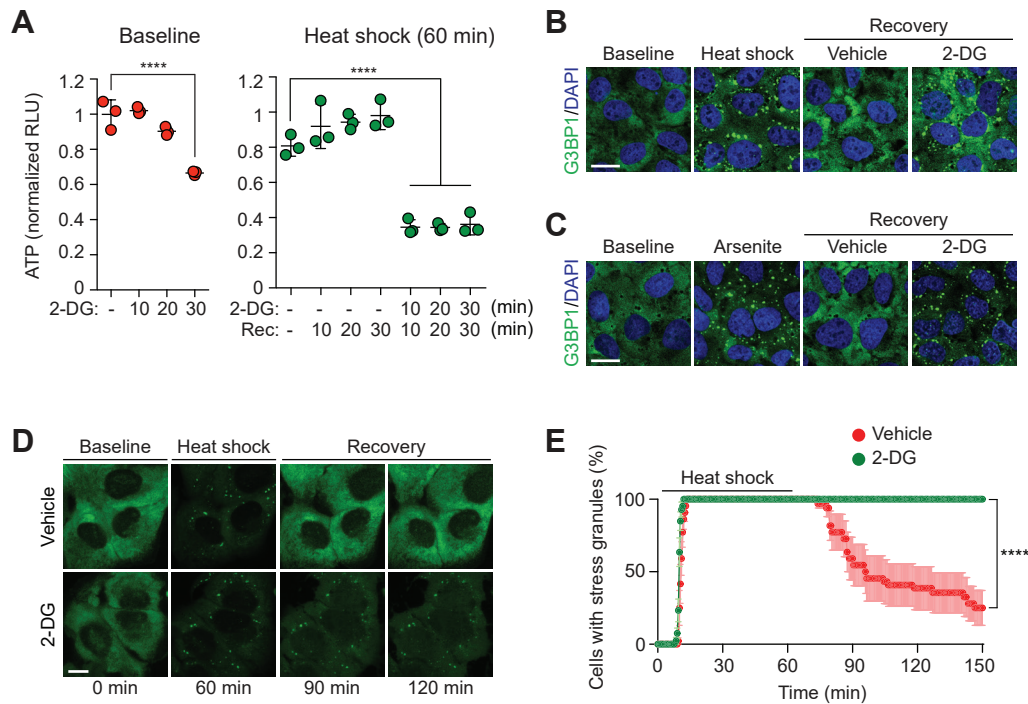 A
Baseline
Heat shock (60 min)
ATP (normalized RLU)
1.2
1
0.8
0.6
0.4
0.2
0
****
1.2
1
0.8
0.6
0.4
0.2
0
****
2-DG: - 10 20 30
2-DG: - - - - 10 20 30 (min)
Rec: - 10 20 30 10 20 30 (min)
B
Recovery
Baseline Heat shock Vehicle 2-DG
G3BP1/DAPI
C
Recovery
Baseline Arsenite Vehicle 2-DG
G3BP1/DAPI
D
Baseline Heat shock Recovery
Vehicle
2-DG
0 min 60 min 90 min 120 min
E
Vehicle
2-DG
Heat shock
Cells with stress granules (%)
100
50
0
****
0 30 60 90 120 150
Time (min)